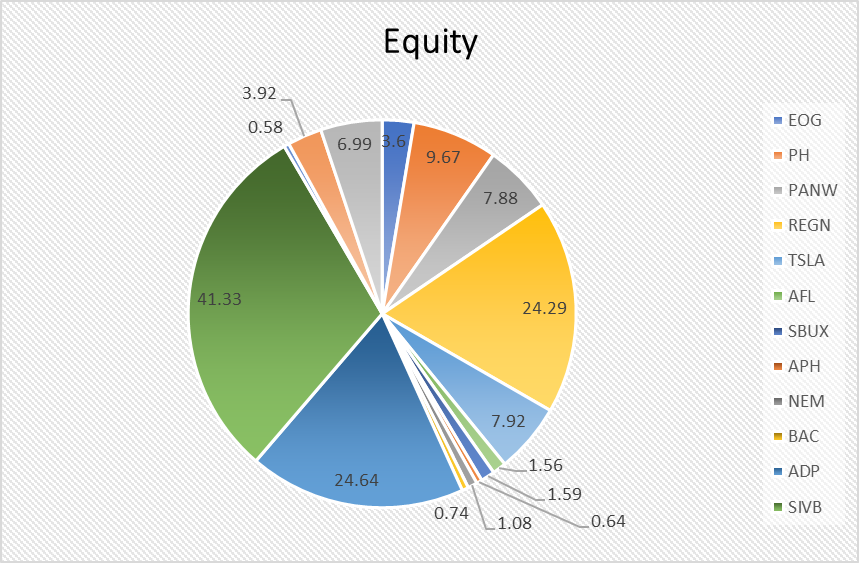 Equity
3.6
9.67
7.88
24.29
7.92
1.56
1.59
0.64
1.08
0.74
24.64
41.33
0.58
3.92
6.99
EOG
PH
PANW
REGN
TSLA
AFL
SBUX
APH
NEM
BAC
ADP
SIVB